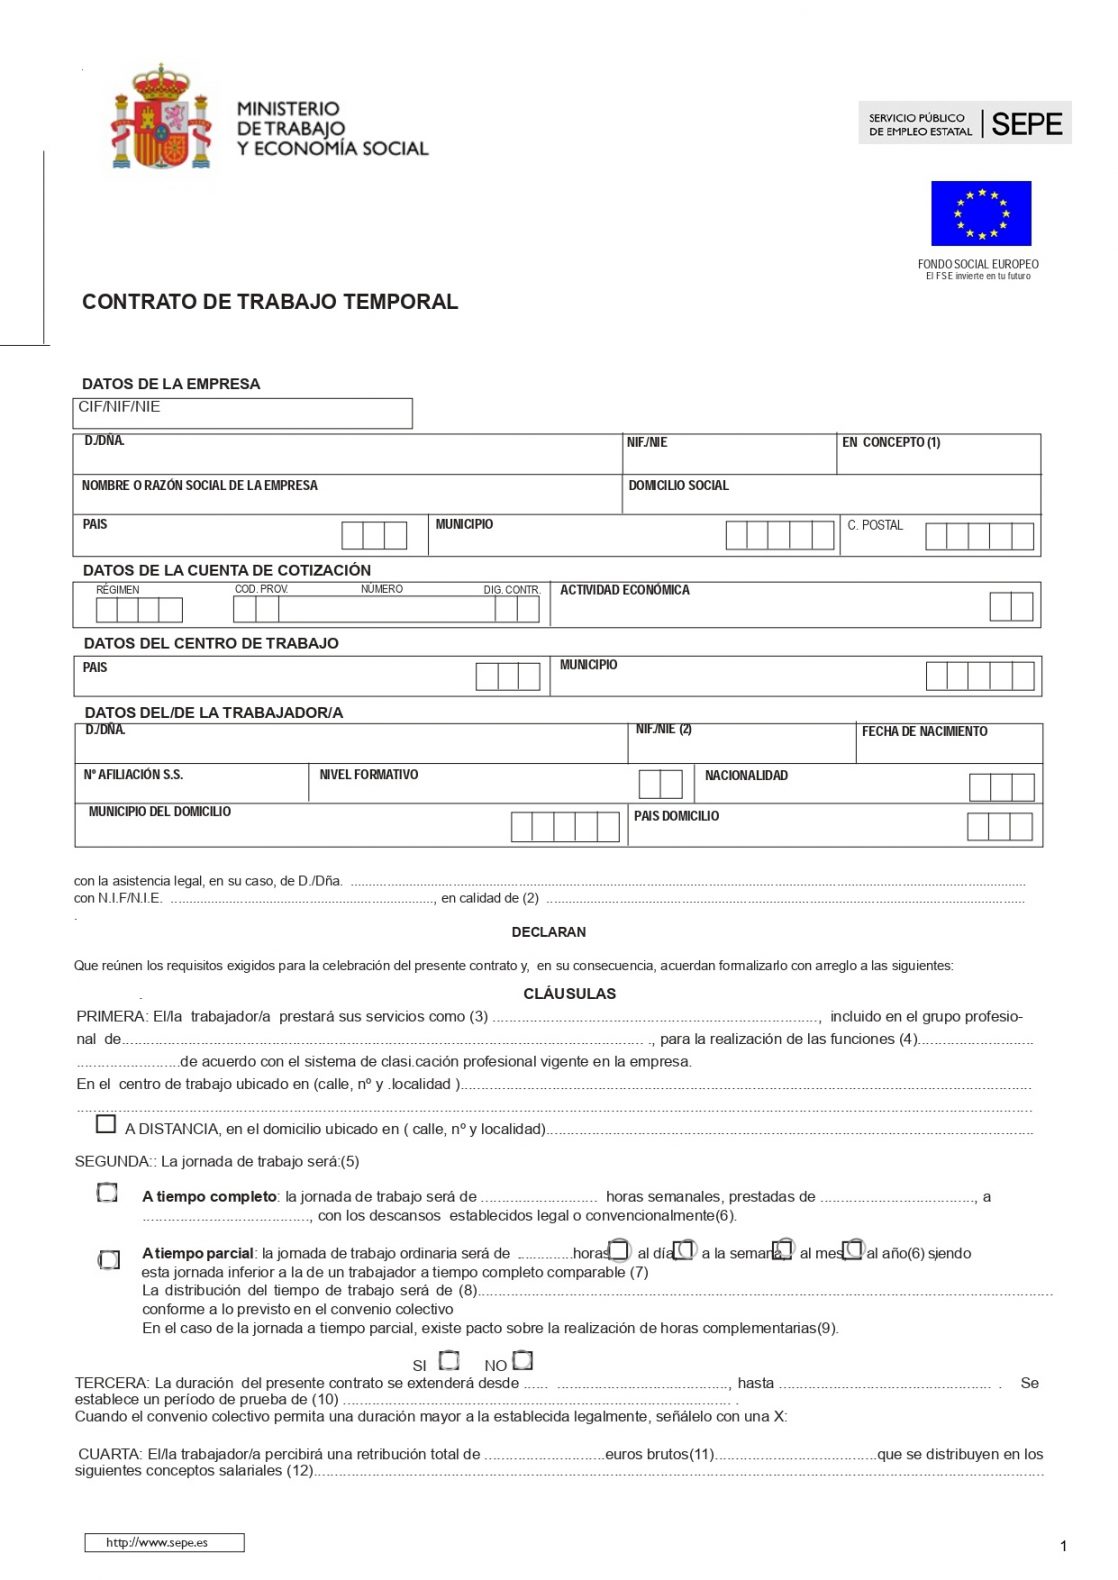 MINISTERIO
DE TRABAJO
Y ECONOMÍA SOCIAL
SERVICIO PÚBLICO
DE EMPLEO ESTATAL
SEPE
FONDO SOCIAL EUROPEO
El FSE invierte en tu futuro
CONTRATO DE TRABAJO TEMPORAL
DATOS DE LA EMPRESA
CIF/NIF/NIE
D./DÑA. NIF./NIE EN CONCEPTO (1)
NOMBRE O RAZÓN SOCIAL DE LA EMPRESA DOMICILIO SOCIAL
PAIS MUNICIPIO C. POSTAL
DATOS DE LA CUENTA DE COTIZACIÓN
RÉGIMEN COD. PROV. NÚMERO DIG. CONTR. ACTIVIDAD ECONÓMICA
DATOS DEL CENTRO DE TRABAJO
PAIS MUNICIPIO
DATOS DEL/DE LA TRABAJADOR/A
D./DÑA. NIF./NIE (2) FECHA DE NACIMIENTO
Nº AFILIACIÓN S.S. NIVEL FORMATIVO NACIONALIDAD
MUNICIPIO DEL DOMICILIO PAIS DOMICILIO
con la asistencia legal, en su caso, de D./Dña. ..............................
con N.I.F/N.I.E. .............................., en calidad de (2) ..............................
.
DECLARAN
Que reúnen los requisitos exigidos para la celebración del presente contrato y, en su consecuencia, acuerdan formalizarlo con arreglo a las siguientes:
CLÁUSULAS
PRIMERA: El/la trabajador/a prestará sus servicios como (3) .............................., incluido en el grupo profesio-
nal de.............................. ., para la realización de las funciones (4)..............................
.........................de acuerdo con el sistema de clasi.cación profesional vigente en la empresa.
En el centro de trabajo ubicado en (calle, nº y .localidad )..............................
..............................
A DISTANCIA, en el domicilio ubicado en ( calle, nº y localidad)..............................
SEGUNDA:: La jornada de trabajo será:(5)
A tiempo completo: la jornada de trabajo será de ............................ horas semanales, prestadas de ....................................., a
........................................, con los descansos establecidos legal o convencionalmente(6).
A tiempo parcial: la jornada de trabajo ordinaria será de ..............horas al día a la semana, al mes al año(6) siendo
esta jornada inferior a la de un trabajador a tiempo completo comparable (7)
La distribución del tiempo de trabajo será de (8)..............................
conforme a lo previsto en el convenio colectivo
En el caso de la jornada a tiempo parcial, existe pacto sobre la realización de horas complementarias(9).
SI NO
TERCERA: La duración del presente contrato se extenderá desde ...... ........................................., hasta ................................................... . Se
establece un período de prueba de (10) .............................. .
Cuando el convenio colectivo permita una duración mayor a la establecida legalmente, señálelo con una X:
CUARTA: El/la trabajador/a percibirá una retribución total de .............................euros brutos(11).......................................que se distribuyen en los
siguientes conceptos salariales (12)..............................
http://www.sepe.es
1